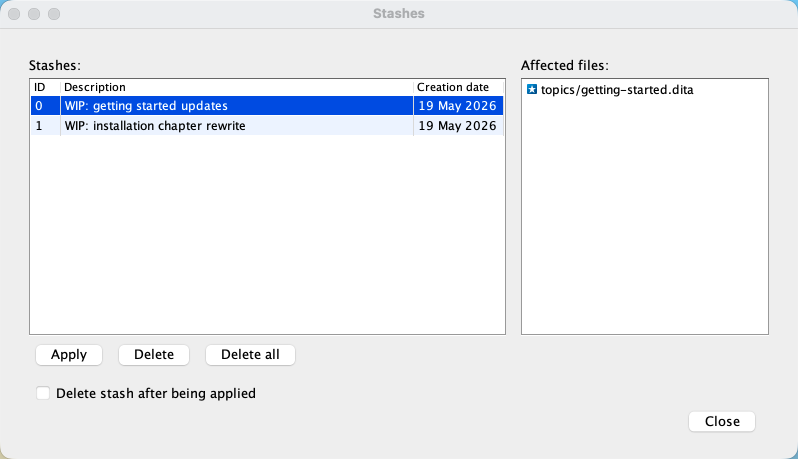 Stashes
Stashes:
ID Description Creation date
0 WIP: getting started updates 19 May 2026
1 WIP: installation chapter rewrite 19 May 2026
Affected files:
topics/getting-started.dita
Apply Delete Delete all
Delete stash after being applied
Close